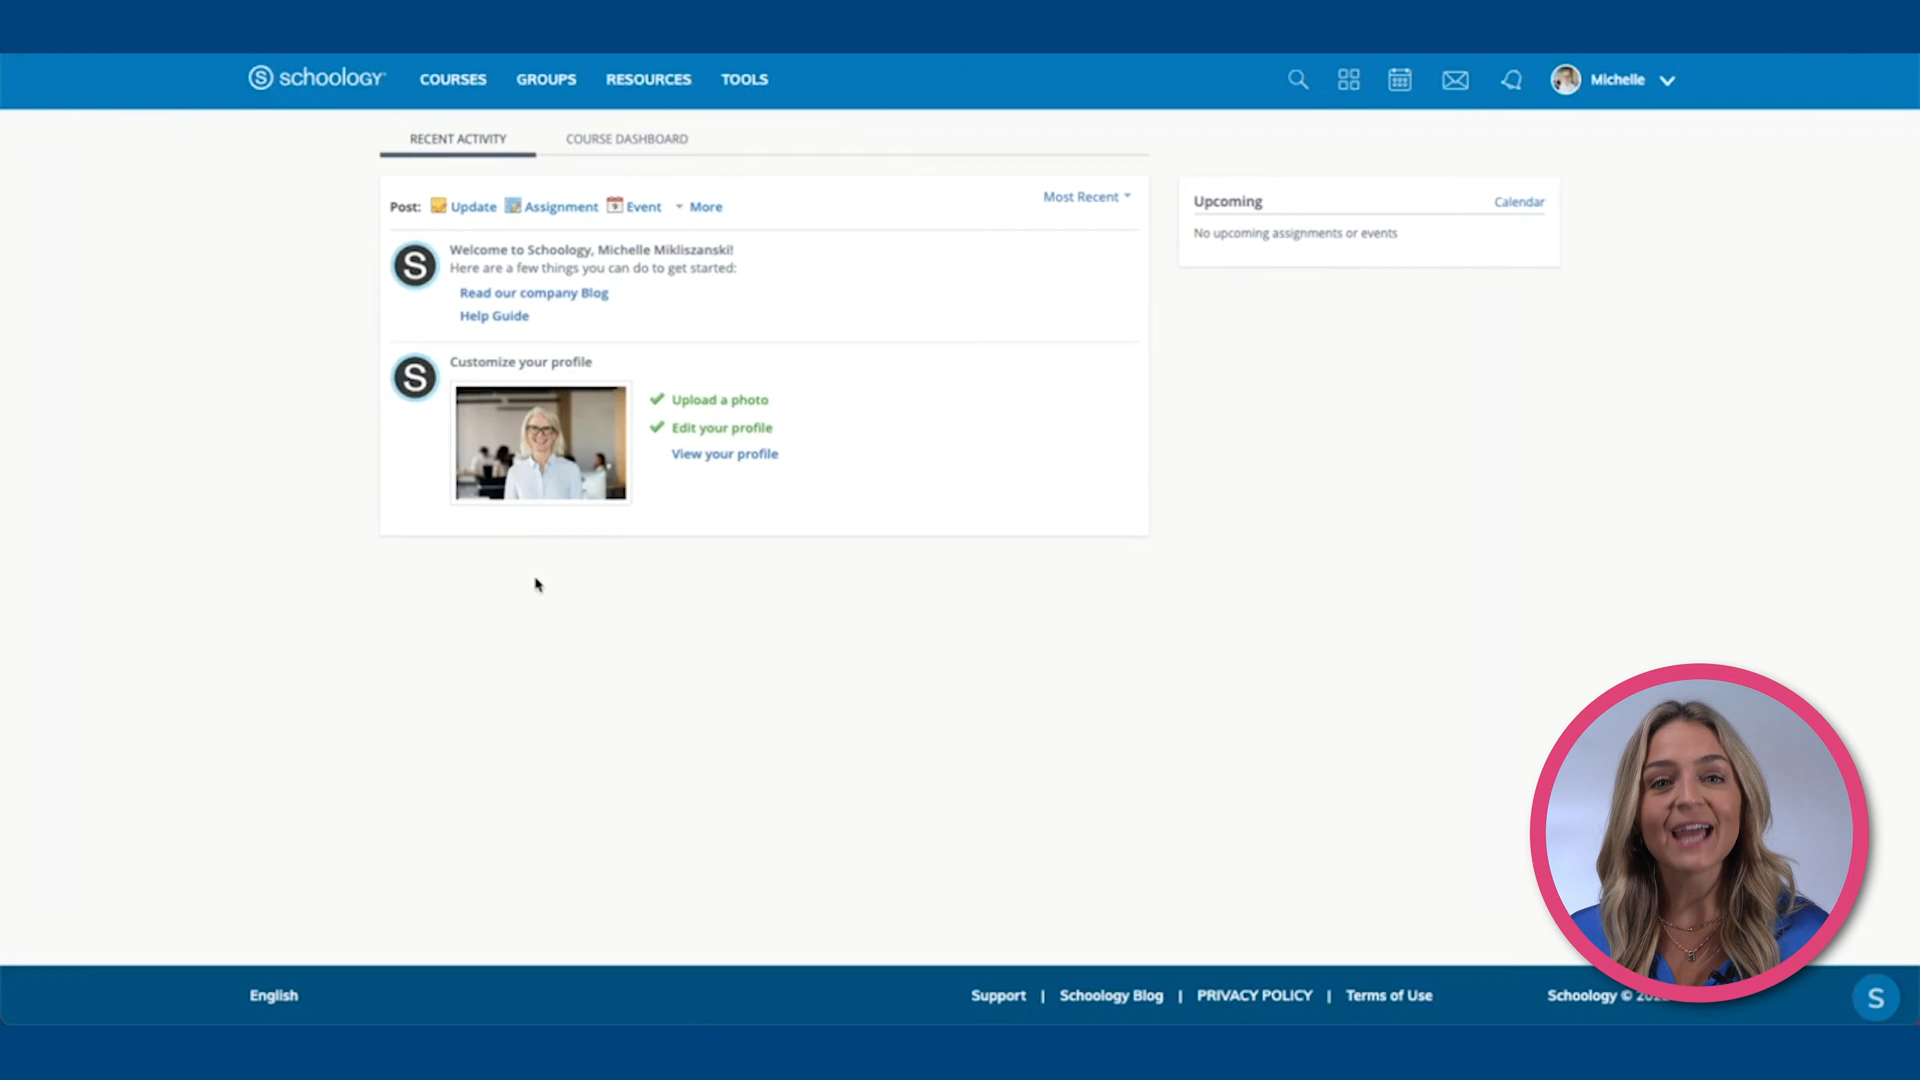 schoology COURSES GROUPS RESOURCES TOOLS Michelle
RECENT ACTIVITY COURSE DASHBOARD
Post: Update Assignment 9 Event More
Most Recent
Welcome to Schoology, Michelle Mikliszanski!
Here are a few things you can do to get started:
Read our company Blog
Help Guide
Customize your profile
Upload a photo
Edit your profile
View your profile
Upcoming Calendar
No upcoming assignments or events
English Support | Schoology Blog | PRIVACY POLICY | Terms of Use Schoology ©
S
S
S